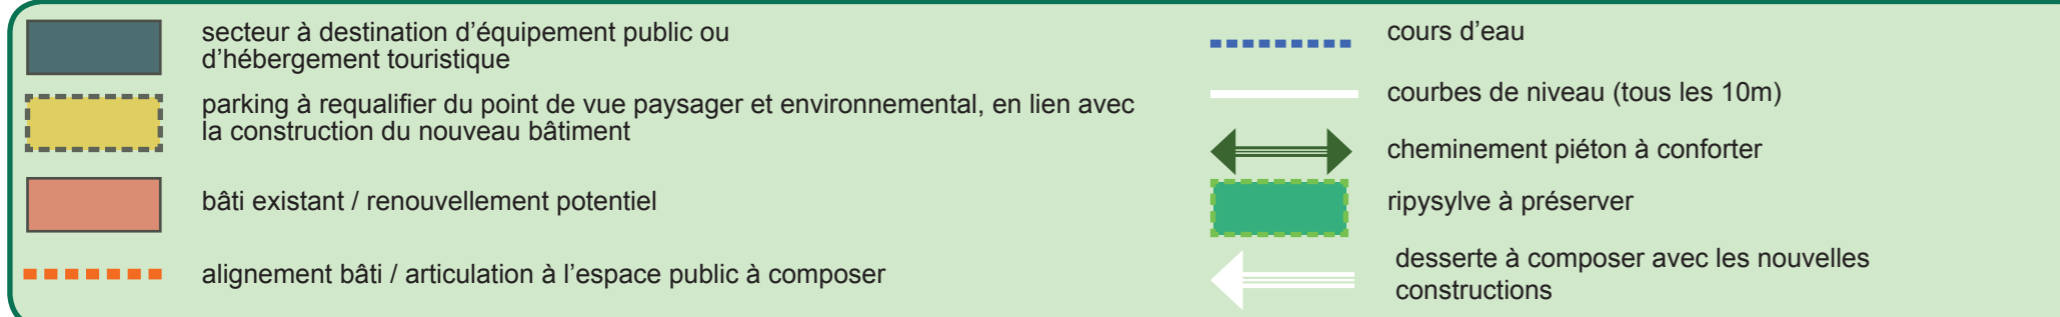 secteur à destination d'équipement public ou
d'hébergement touristique
parking à requalifier du point de vue paysager et environnemental, en lien avec
la construction du nouveau bâtiment
bâti existant / renouvellement potentiel
alignement bâti / articulation à l'espace public à composer
cours d'eau
courbes de niveau (tous les 10m)
cheminement piéton à conforter
ripysylve à préserver
desserte à composer avec les nouvelles
constructions